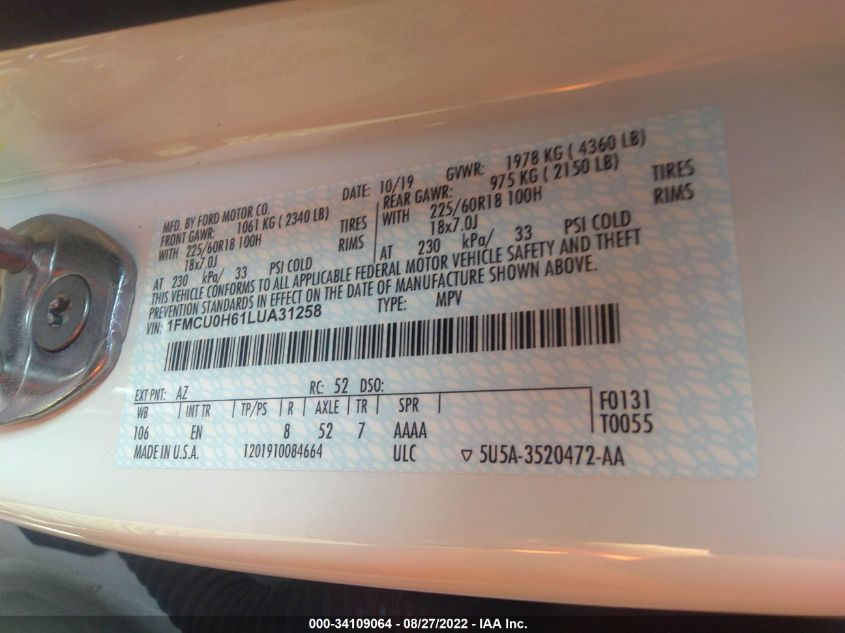 MFD. BY FORD MOTOR CO.
DATE: 10/19 GVWR: 1978 KG ( 4360 LB)
FRONT GAWR: 1061 KG ( 2340 LB)
REAR GAWR: 975 KG ( 2150 LB)
WITH 225/60R18 100H TIRES
WITH 225/60R18 100H TIRES
18x7.0J RIMS
18x7.0J RIMS
AT 230 kPa/ 33 PSI COLD
AT 230 kPa/ 33 PSI COLD
THIS VEHICLE CONFORMS TO ALL APPLICABLE FEDERAL MOTOR VEHICLE SAFETY AND THEFT
PREVENTION STANDARDS IN EFFECT ON THE DATE OF MANUFACTURE SHOWN ABOVE.
VIN: 1FMCU0H61LUA31258 TYPE: MPV
EXT PNT: AZ RC: 52 DSO:
WB INT TR TP/PS R AXLE TR SPR
106 EN 8 52 7 AAAA
F0131
T0055
MADE IN U.S.A. 1201910084664 ULC ▽ 5U5A-3520472-AA
000-34109064 - 08/27/2022 - IAA Inc.